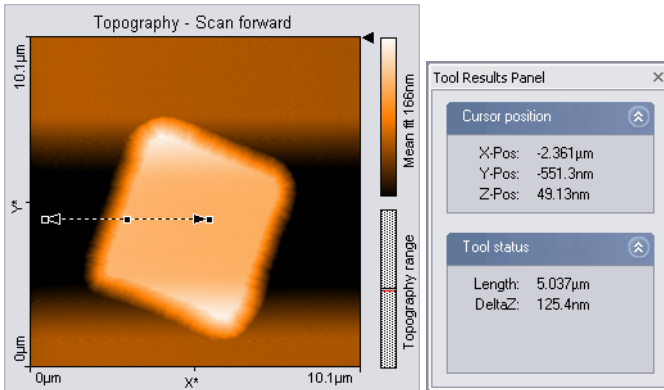 Topography - Scan forward
10.1µm
Y*
0µm
0µm
X*
10.1µm
Mean fit 166nm
Topography range
Tool Results Panel
Cursor position
X-Pos: -2.361µm
Y-Pos: -551.3nm
Z-Pos: 49.13nm
Tool status
Length: 5.037µm
DeltaZ: 125.4nm